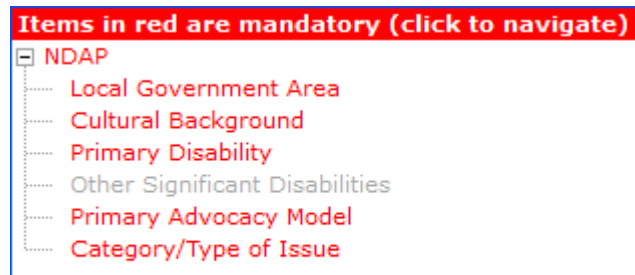 Items in red are mandatory (click to navigate)
NDAP
Local Government Area
Cultural Background
Primary Disability
Other Significant Disabilities
Primary Advocacy Model
Category/Type of Issue